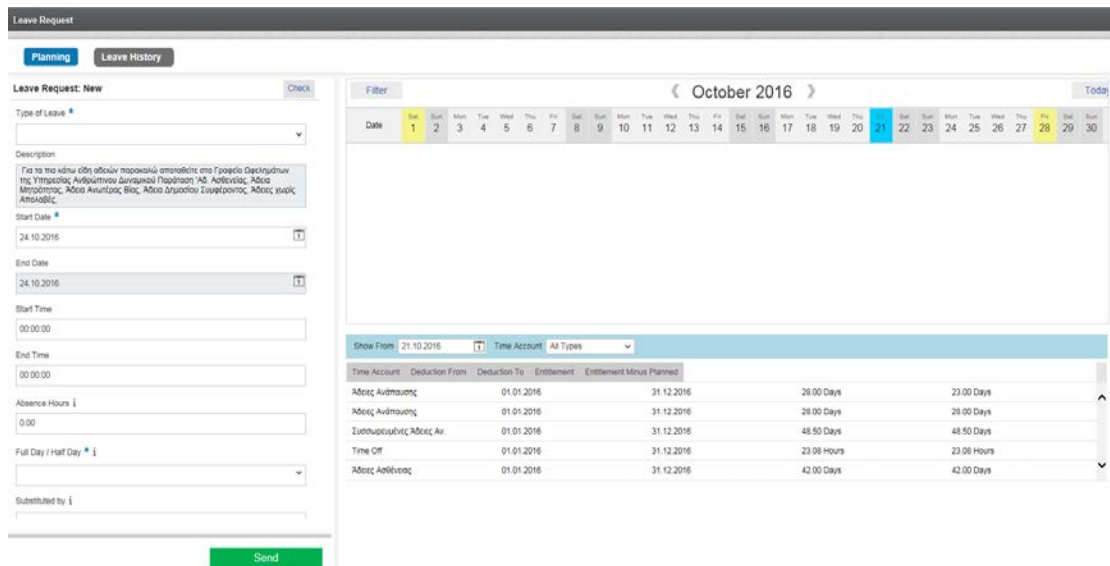 Leave Request
Planning
Leave History
Leave Request: New
Check
Type of Leave *
Description
Για τα πιο κάτω είδη αδειών παρακαλώ αποταθείτε στο Γραφείο Ωφελημάτων
της Υπηρεσίας Ανθρώπινου Δυναμικού Παράταση 'Αδ. Ασθενείας, Άδεια
Μητρότητας, Άδεια Ανωτέρας Βίας, Άδεια Δημοσίου Συμφέροντος, Άδειες χωρίς
Απολαβές,
Start Date *
24.10.2016
End Date
24.10.2016
Start Time
00:00:00
End Time
00:00:00
Absence Hours i
0:00
Full Day / Half Day * i
Substituted by i
Send
Filter
October 2016
Today
Date
Sat Sun Mon Tue Wed Thu Fri Sat Sun Mon Tue Wed Thu Fri Sat Sun Mon Tue Wed Thu Fri Sat Sun Mon Tue Wed Thu Fri Sat Sun
1 2 3 4 5 6 7 8 9 10 11 12 13 14 15 16 17 18 19 20 21 22 23 24 25 26 27 28 29 30
Show From 21.10.2016 Time Account All Types
Time Account Deduction From Deduction To Entitlement Entitlement Minus Planned
Άδειες Ανάπαυσης 01.01.2016 31.12.2016 28.00 Days 23.00 Days
Άδειες Ανάπαυσης 01.01.2016 31.12.2016 28.00 Days 28.00 Days
Συσσωρευμένες Άδειες Αν. 01.01.2016 31.12.2016 48.50 Days 48.50 Days
Time Off 01.01.2016 31.12.2016 23.08 Hours 23.08 Hours
Άδειες Ασθένειας 01.01.2016 31.12.2016 42.00 Days 42.00 Days